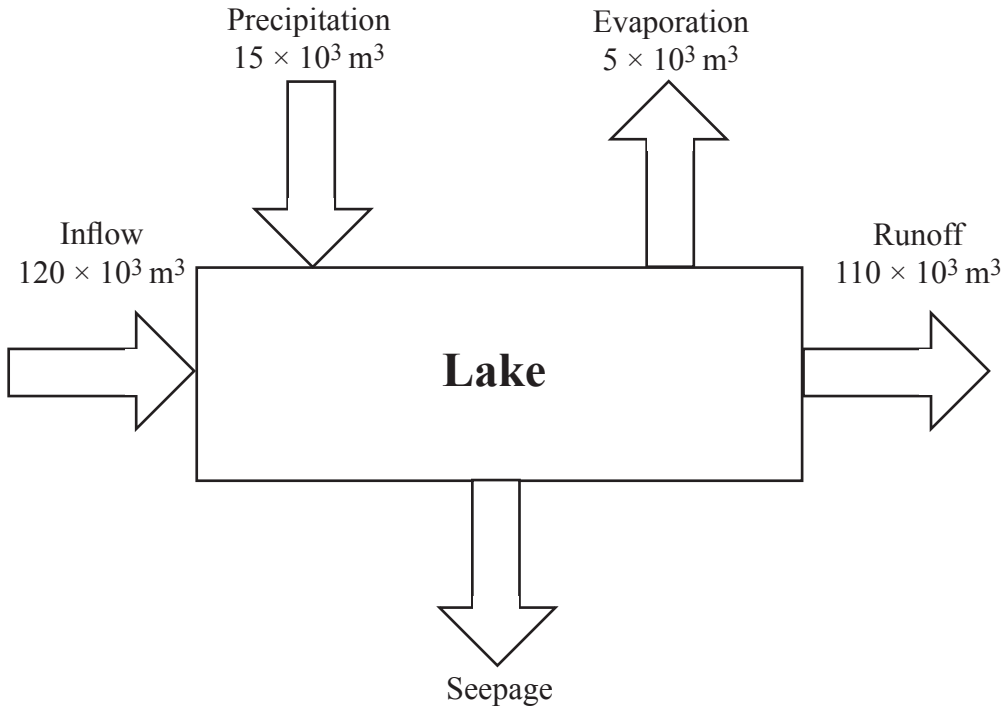 Precipitation
15 × 10³ m³
Evaporation
5 × 10³ m³
Inflow
120 × 10³ m³
Runoff
110 × 10³ m³
Lake
Seepage